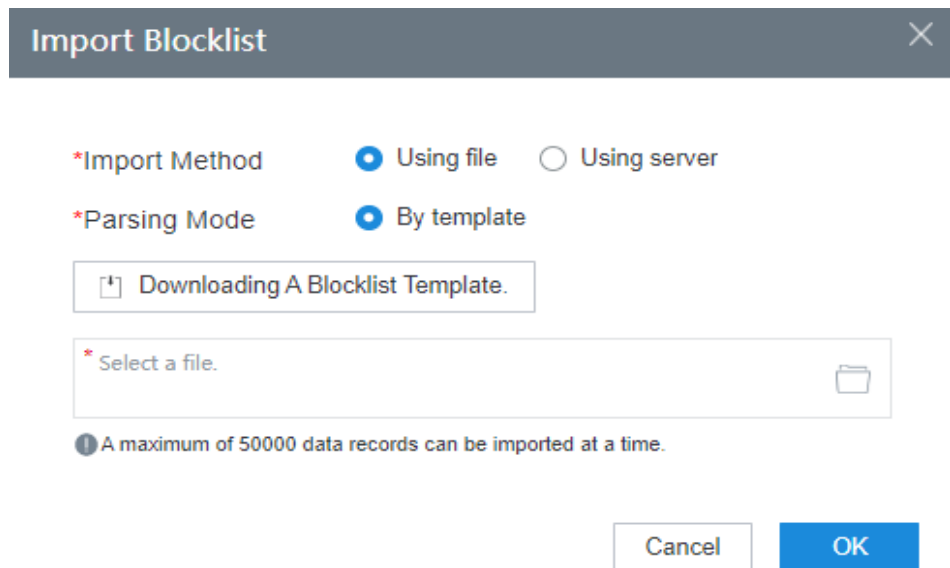 Import Blocklist
*Import Method Using file Using server
*Parsing Mode By template
Downloading A Blocklist Template.
* Select a file.
A maximum of 50000 data records can be imported at a time.
Cancel OK